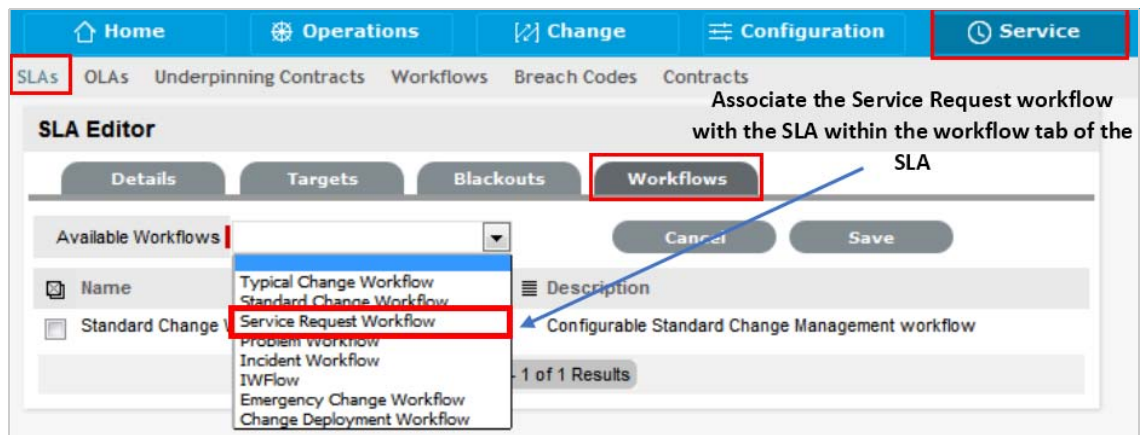 Home Operations Change Configuration Service
SLAs OLAs Underpinning Contracts Workflows Breach Codes Contracts
Associate the Service Request workflow
with the SLA within the workflow tab of the
SLA
SLA Editor
Details Targets Blackouts Workflows
Available Workflows Cancel Save
Name Description
Typical Change Workflow
Standard Change Workflow
Service Request Workflow
Problem Workflow
Incident Workflow
IWFlow
Emergency Change Workflow
Change Deployment Workflow
Standard Change Configurable Standard Change Management workflow
1 of 1 Results